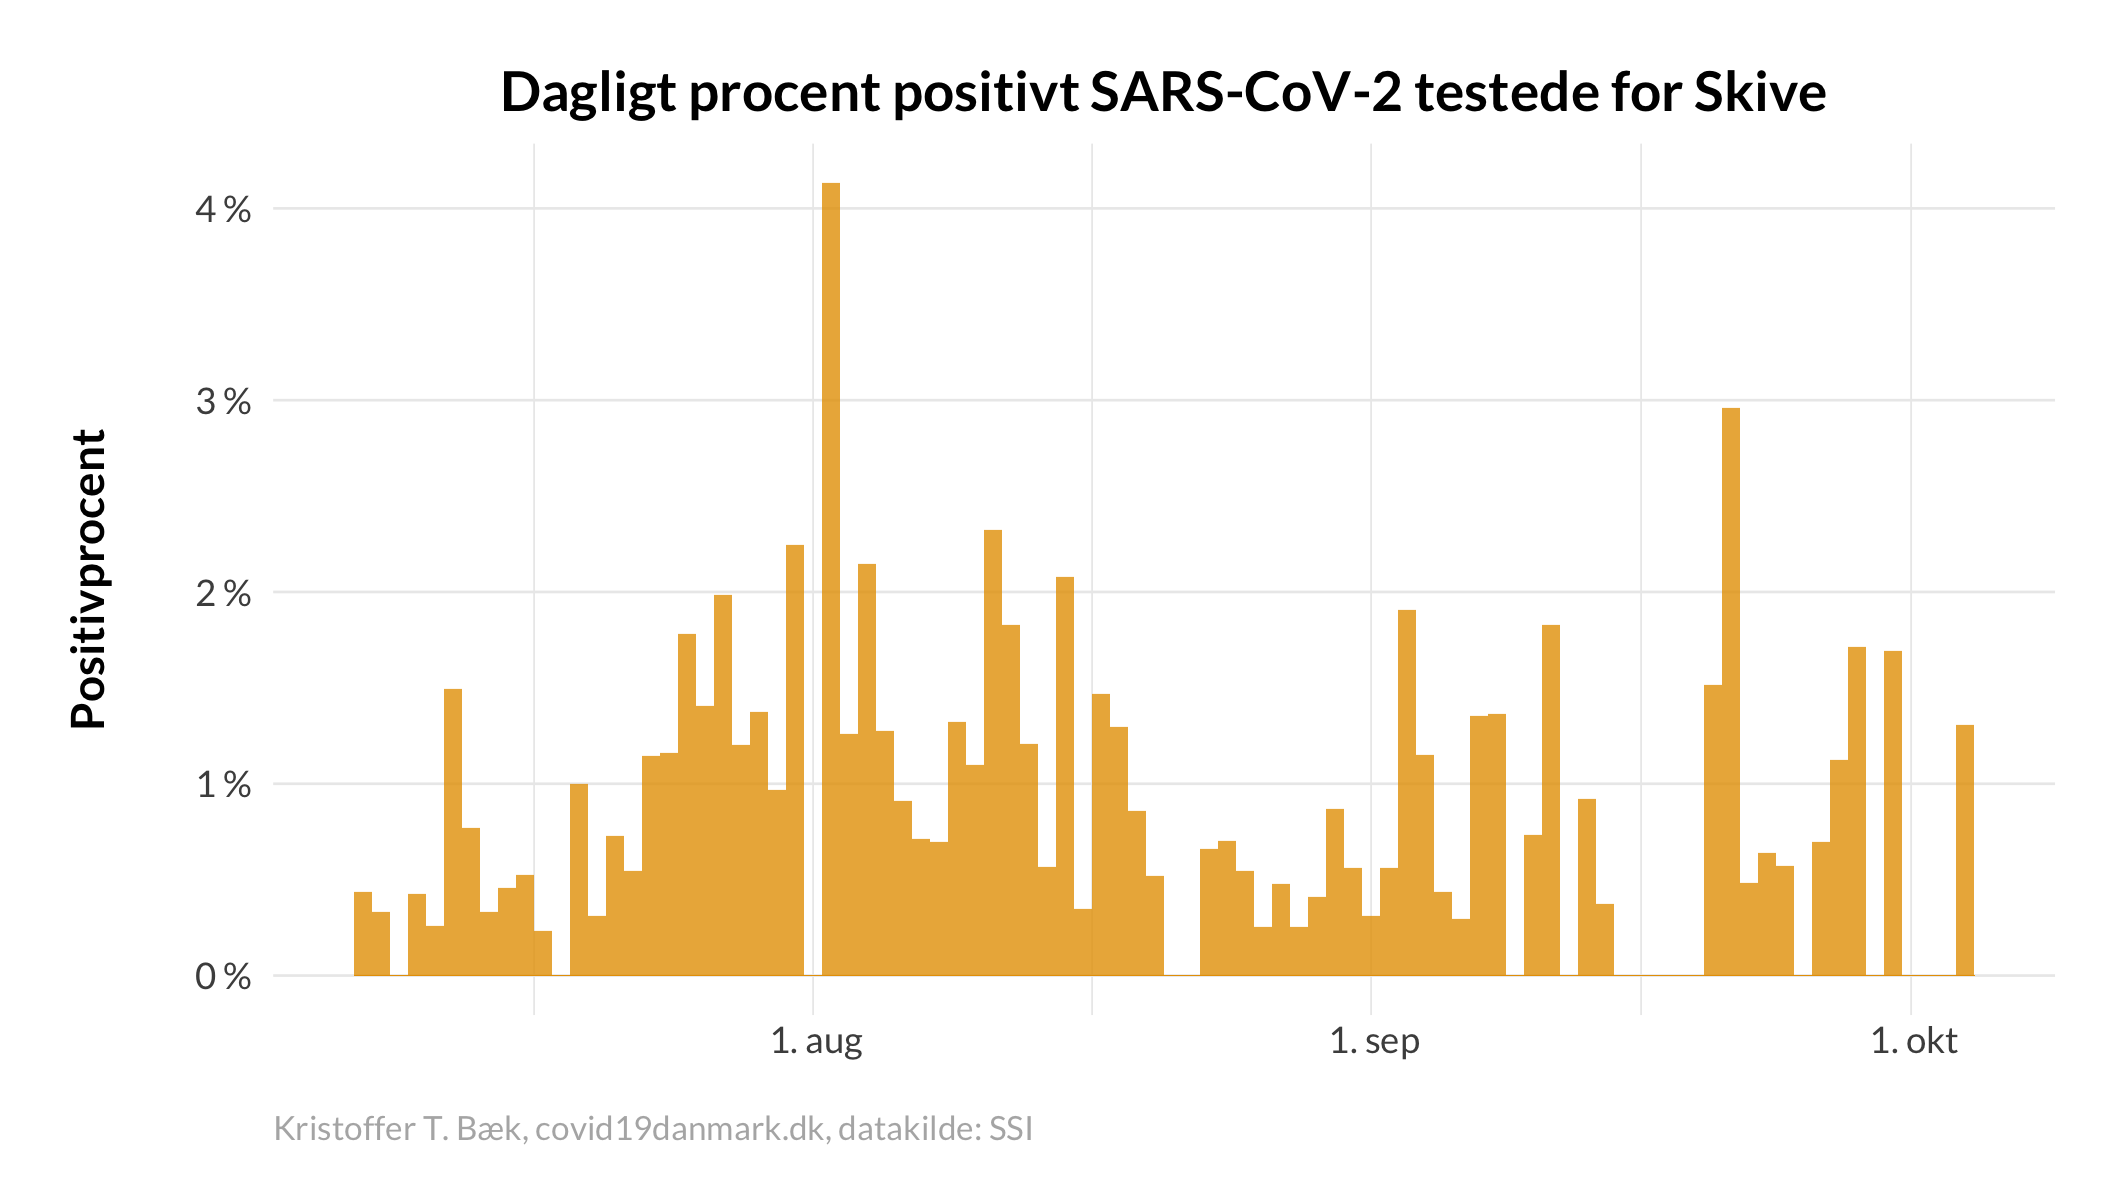 Dagligt procent positivt SARS-CoV-2 testede for Skive
Positivprocent
4 %
3 %
2 %
1 %
0 %
1. aug
1. sep
1. okt
Kristoffer T. Bæk, covid19danmark.dk, datakilde: SSI